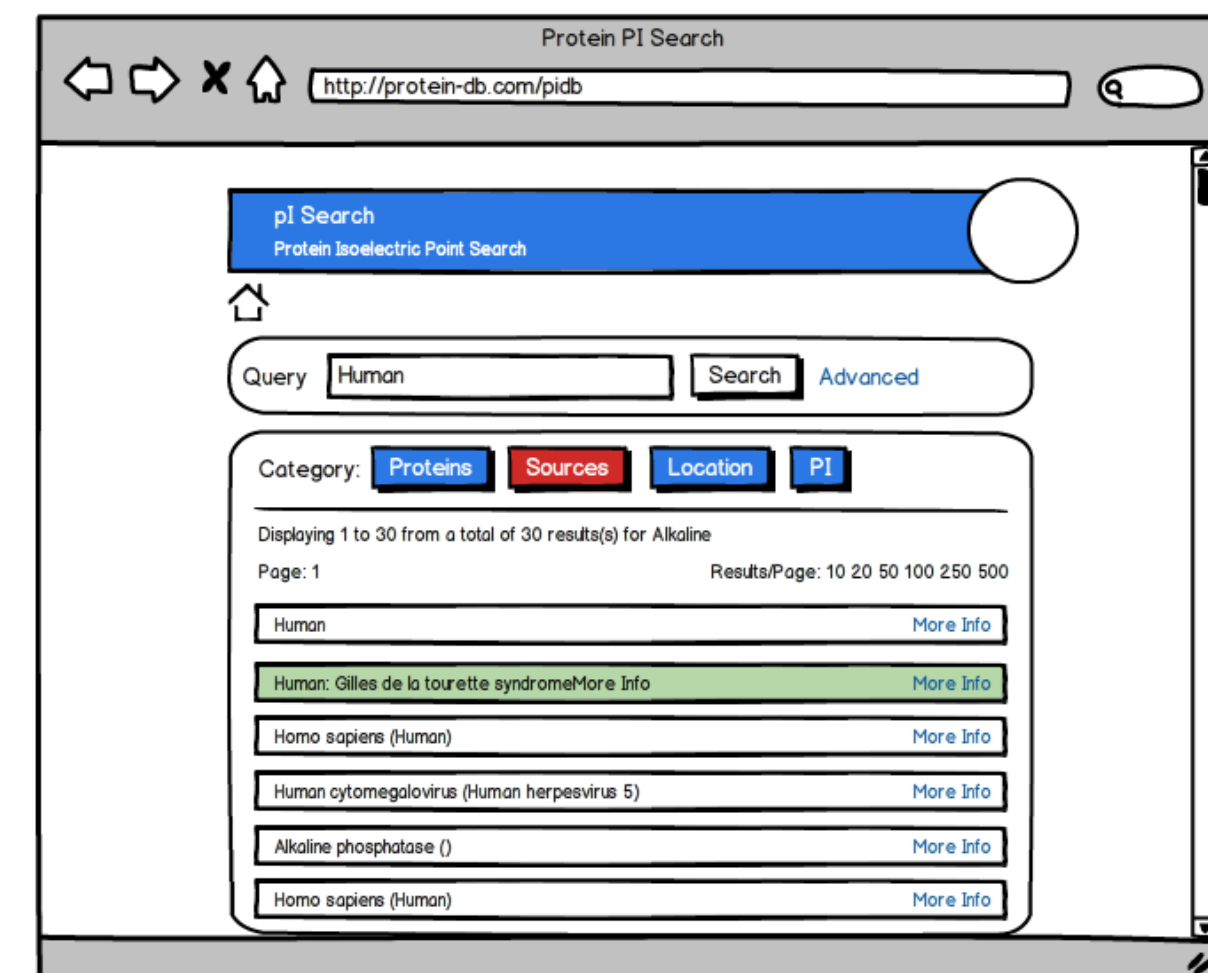 Protein PI Search
http://protein-db.com/pidb
pI Search
Protein Isoelectric Point Search
Query Human Search Advanced
Category: Proteins Sources Location PI
Displaying 1 to 30 from a total of 30 results(s) for Alkaline
Page: 1 Results/Page: 10 20 50 100 250 500
Human More Info
Human: Gilles de la tourette syndromeMore Info More Info
Homo sapiens (Human) More Info
Human cytomegalovirus (Human herpesvirus 5) More Info
Alkaline phosphatase () More Info
Homo sapiens (Human) More Info